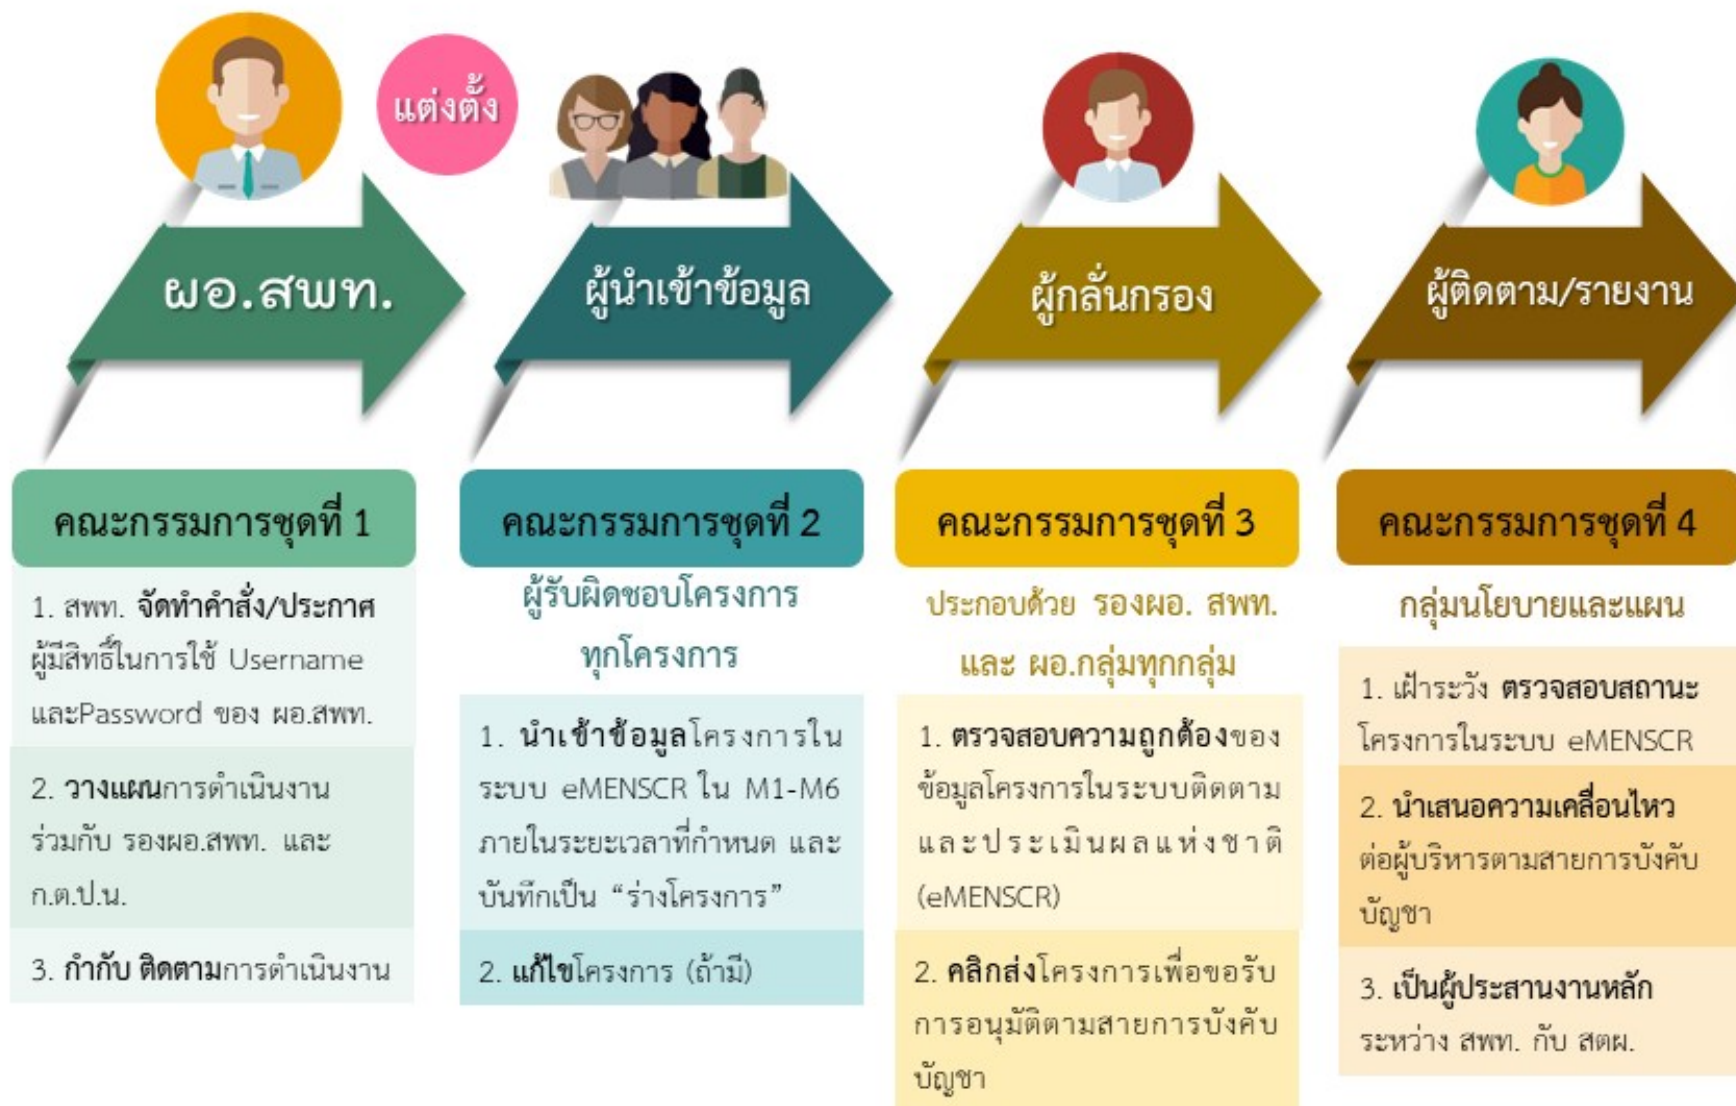 แต่งตั้ง
ผอ.สพท.
ผู้นำเข้าข้อมูล
ผู้กลั่นกรอง
ผู้ติดตาม/รายงาน
คณะกรรมการชุดที่ 1
1. สพท. จัดทำคำสั่ง/ประกาศ
ผู้มีสิทธิ์ในการใช้ Username
และPassword ของ ผอ.สพท.
2. วางแผนการดำเนินงาน
ร่วมกับ รองผอ.สพท. และ
ก.ต.ป.น.
3. กำกับ ติดตามการดำเนินงาน
คณะกรรมการชุดที่ 2
ผู้รับผิดชอบโครงการ
ทุกโครงการ
1. นำเข้าข้อมูลโครงการใน
ระบบ eMENSCR ใน M1-M6
ภายในระยะเวลาที่กำหนด และ
บันทึกเป็น “ร่างโครงการ”
2. แก้ไขโครงการ (ถ้ามี)
คณะกรรมการชุดที่ 3
ประกอบด้วย รองผอ. สพท.
และ ผอ.กลุ่มทุกกลุ่ม
1. ตรวจสอบความถูกต้องของ
ข้อมูลโครงการในระบบติดตาม
และประเมินผลแห่งชาติ
(eMENSCR)
2. คลิกส่งโครงการเพื่อขอรับ
การอนุมัติตามสายการบังคับ
บัญชา
คณะกรรมการชุดที่ 4
กลุ่มนโยบายและแผน
1. เฝ้าระวัง ตรวจสอบสถานะ
โครงการในระบบ eMENSCR
2. นำเสนอความเคลื่อนไหว
ต่อผู้บริหารตามสายการบังคับ
บัญชา
3. เป็นผู้ประสานงานหลัก
ระหว่าง สพท. กับ สตผ.